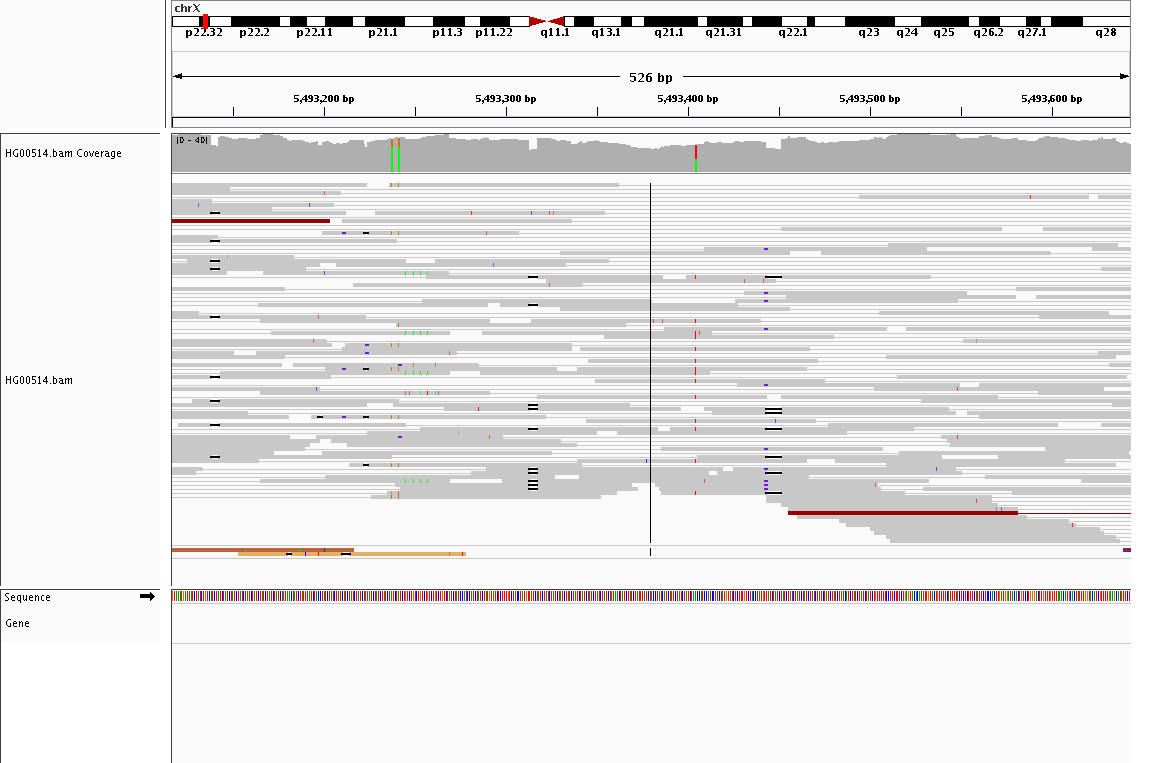 chrX
p22.32 p22.2 p22.11 p21.1 p11.3 p11.22 q11.1 q13.1 q21.1 q21.31 q22.1 q23 q24 q25 q26.2 q27.1 q28
526 bp
5,493,200 bp 5,493,300 bp 5,493,400 bp 5,493,500 bp 5,493,600 bp
HG00514.bam Coverage
[0 - 40]
HG00514.bam
Sequence
Gene